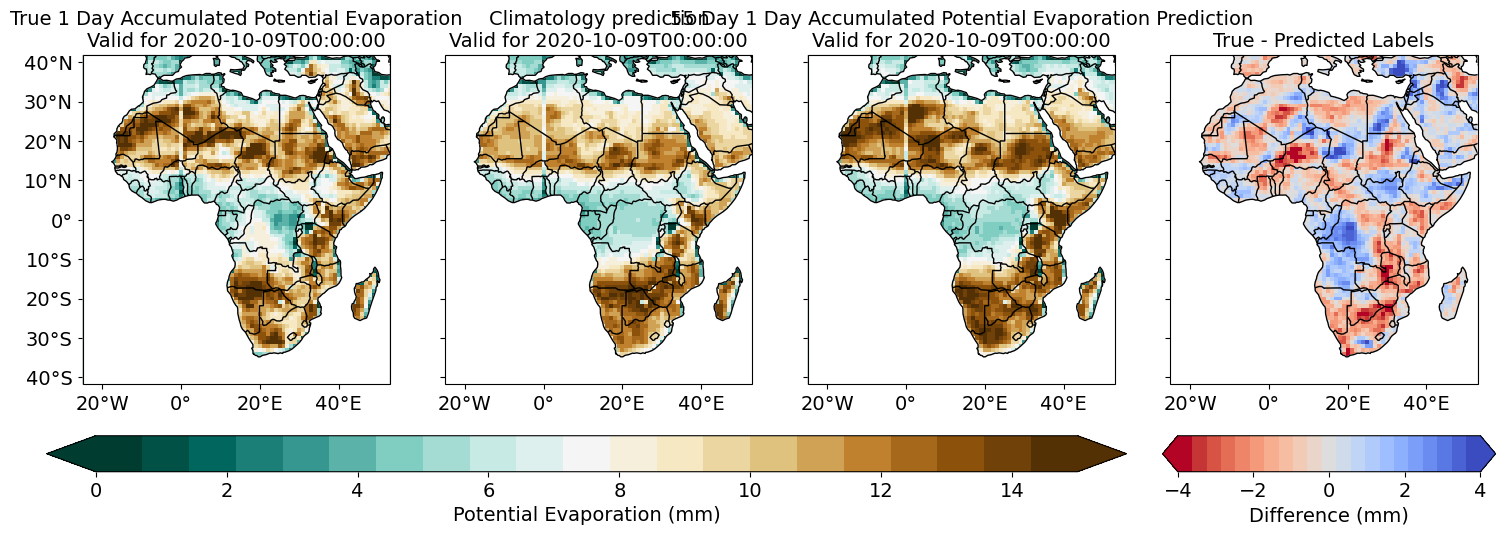 True 1 Day Accumulated Potential Evaporation
Valid for 2020-10-09T00:00:00
Climatology prediction
Valid for 2020-10-09T00:00:00
55 Day 1 Day Accumulated Potential Evaporation Prediction
Valid for 2020-10-09T00:00:00
True - Predicted Labels
40°N
30°N
20°N
10°N
0°
10°S
20°S
30°S
40°S
20°W 0° 20°E 40°E
20°W 0° 20°E 40°E
20°W 0° 20°E 40°E
20°W 0° 20°E 40°E
0 2 4 6 8 10 12 14
Potential Evaporation (mm)
−4 −2 0 2 4
Difference (mm)